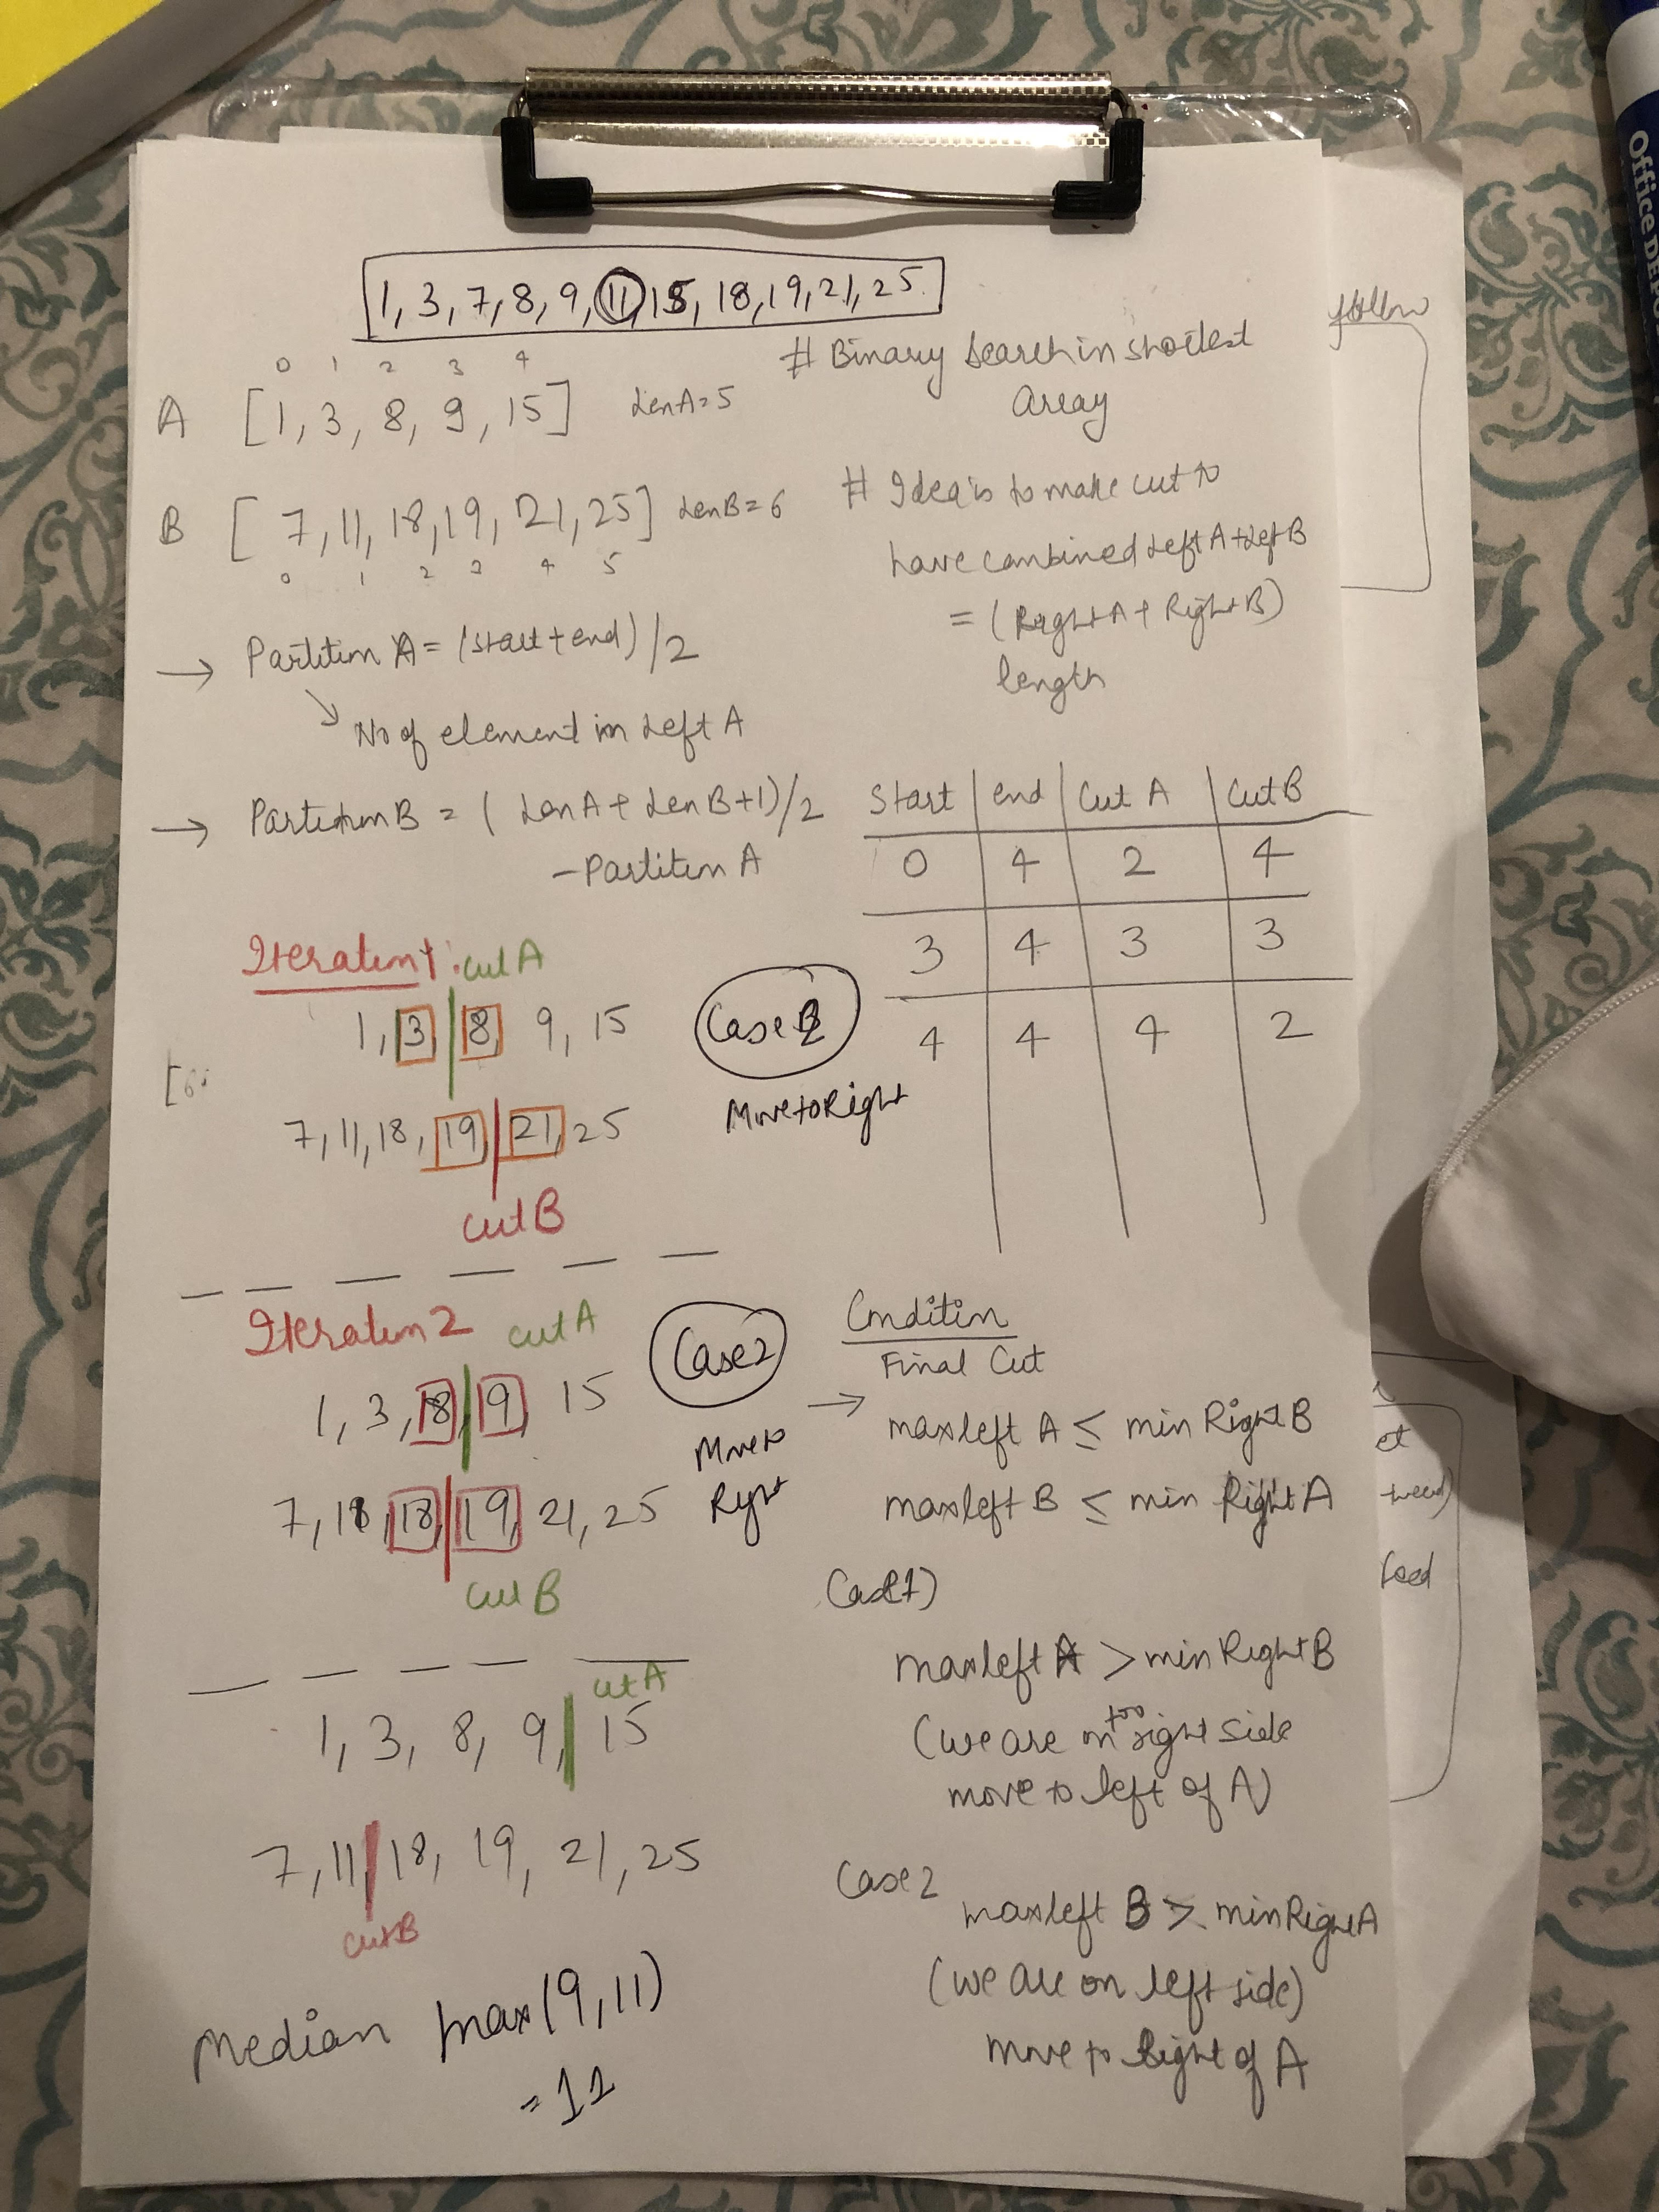 1, 3, 7, 8, 9, 11, 15, 18, 19, 21, 25
# Binary Search in shortest
Array
0 1 2 3 4
A [1, 3, 8, 9, 15] LenA=5
B [7, 11, 18, 19, 21, 25] LenB=6
0 1 2 3 4 5
# Idea is to make cut to
have combined Left A + Left B
= (Right A + Right B)
length
→ Partition A = (start + end)/2
↘ No of element in Left A
→ Partition B = (LenA + LenB+1)/2
- Partition A
Start end Cut A Cut B
0 4 2 4
3 4 3 3
4 4 4 2
Iteration 1: cut A
1, 3 | 8, 9, 15
7, 11, 18, 19 | 21, 25
cut B
Case 2
Move to Right
Iteration 2 cut A
1, 3, 8 | 9, 15
7, 18, 18 | 19, 21, 25
cut B
Case 2
Move to
Right
cut A
1, 3, 8, 9 | 15
7, 11 | 18, 19, 21, 25
cut B
Median max(9, 11)
= 11
Condition
Final Cut
→ maxleft A ≤ min Right B
maxleft B ≤ min Right A
Case 1)
maxleft A > min Right B
(we are on too right side
move to left of A)
Case 2
maxleft B > min Right A
(we are on left side)
move to Right of A
follow
et
feed
Office DEPO